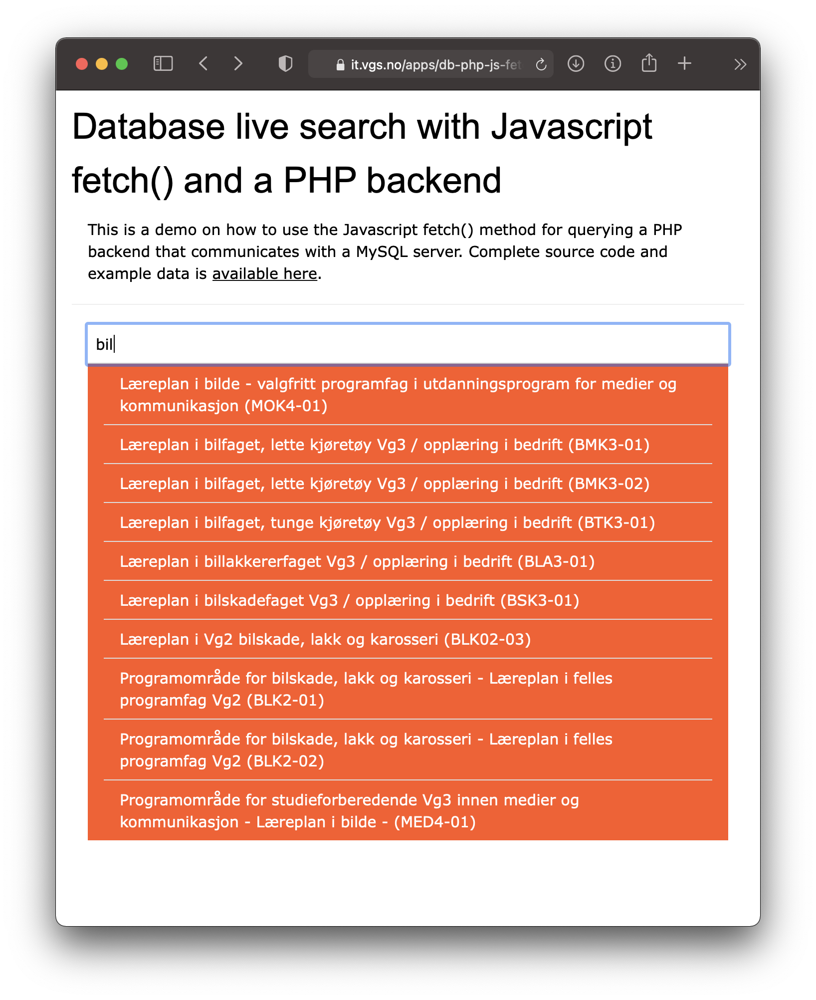 it.vgs.no/apps/db-php-js-fet
Database live search with Javascript
fetch() and a PHP backend
This is a demo on how to use the Javascript fetch() method for querying a PHP
backend that communicates with a MySQL server. Complete source code and
example data is available here.
bil
Læreplan i bilde - valgfritt programfag i utdanningsprogram for medier og
kommunikasjon (MOK4-01)
Læreplan i bilfaget, lette kjøretøy Vg3 / opplæring i bedrift (BMK3-01)
Læreplan i bilfaget, lette kjøretøy Vg3 / opplæring i bedrift (BMK3-02)
Læreplan i bilfaget, tunge kjøretøy Vg3 / opplæring i bedrift (BTK3-01)
Læreplan i billakkererfaget Vg3 / opplæring i bedrift (BLA3-01)
Læreplan i bilskadefaget Vg3 / opplæring i bedrift (BSK3-01)
Læreplan i Vg2 bilskade, lakk og karosseri (BLK02-03)
Programområde for bilskade, lakk og karosseri - Læreplan i felles
programfag Vg2 (BLK2-01)
Programområde for bilskade, lakk og karosseri - Læreplan i felles
programfag Vg2 (BLK2-02)
Programområde for studieforberedende Vg3 innen medier og
kommunikasjon - Læreplan i bilde - (MED4-01)